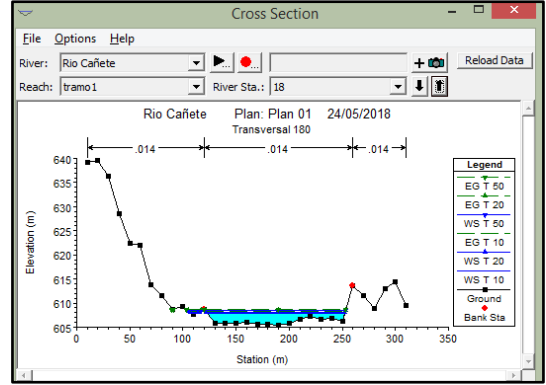 Cross Section
File Options Help
River: Rio Cañete
Reload Data
Reach: tramo1 River Sta.: 18
Rio Cañete Plan: Plan 01 24/05/2018
Transversal 180
.014 .014 .014
Elevation (m)
640
635
630
625
620
615
610
605
0 50 100 150 200 250 300 350
Station (m)
Legend
EG T 50
EG T 20
WS T 50
EG T 10
WS T 20
WS T 10
Ground
Bank Sta